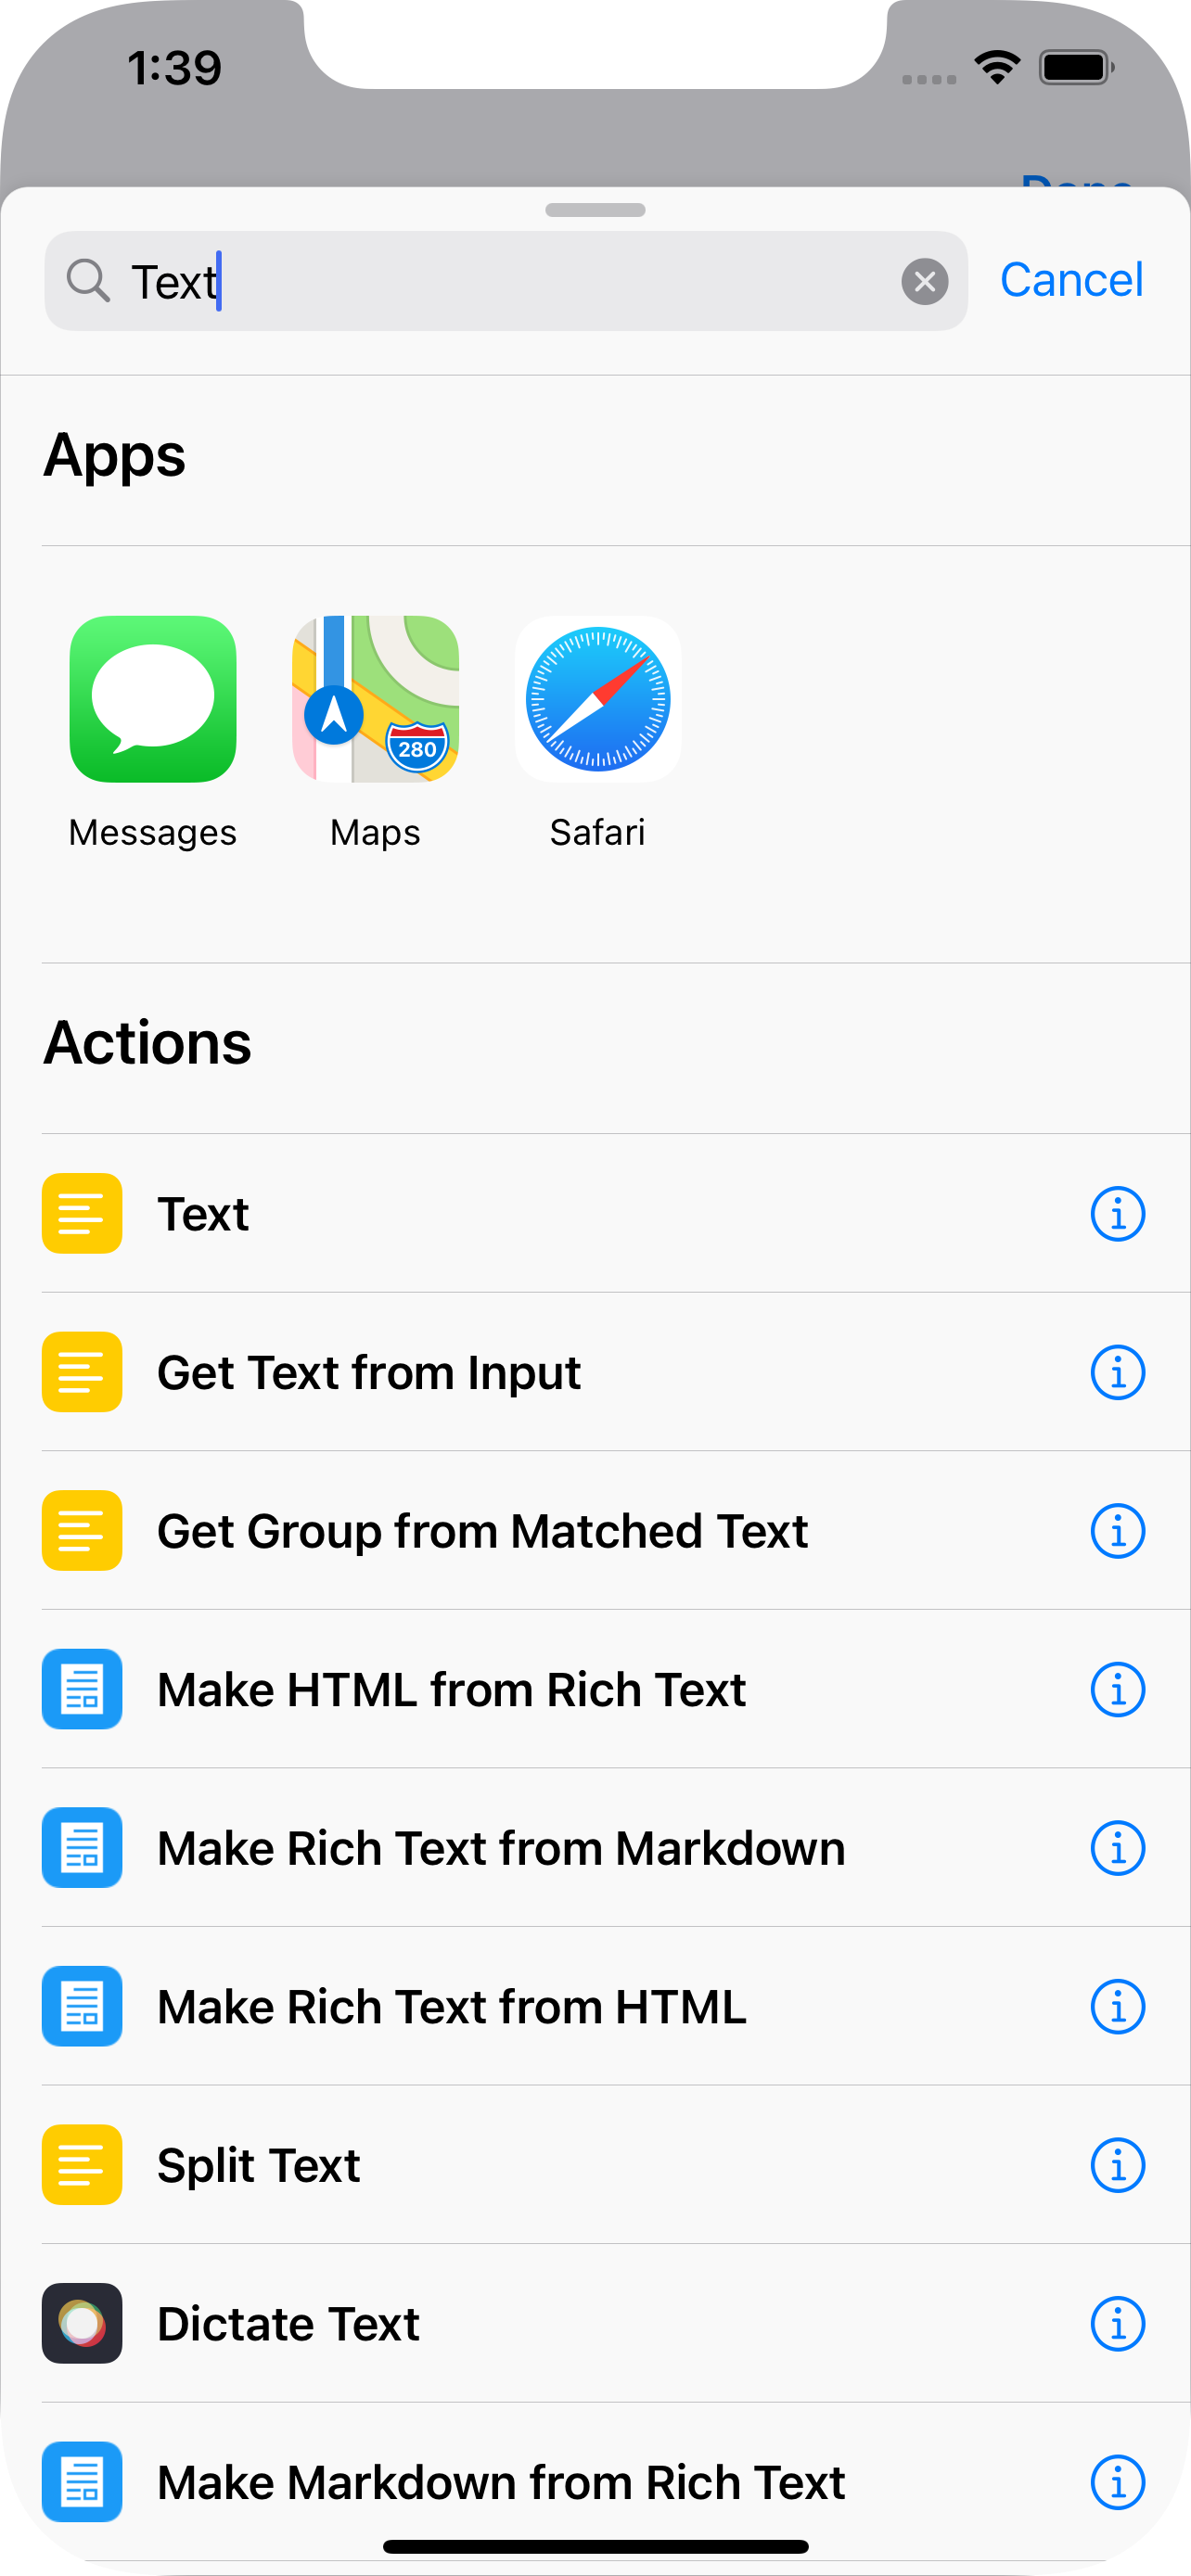 1:39
Done
Text
Cancel
Apps
280
Messages
Maps
Safari
Actions
Text
Get Text from Input
Get Group from Matched Text
Make HTML from Rich Text
Make Rich Text from Markdown
Make Rich Text from HTML
Split Text
Dictate Text
Make Markdown from Rich Text